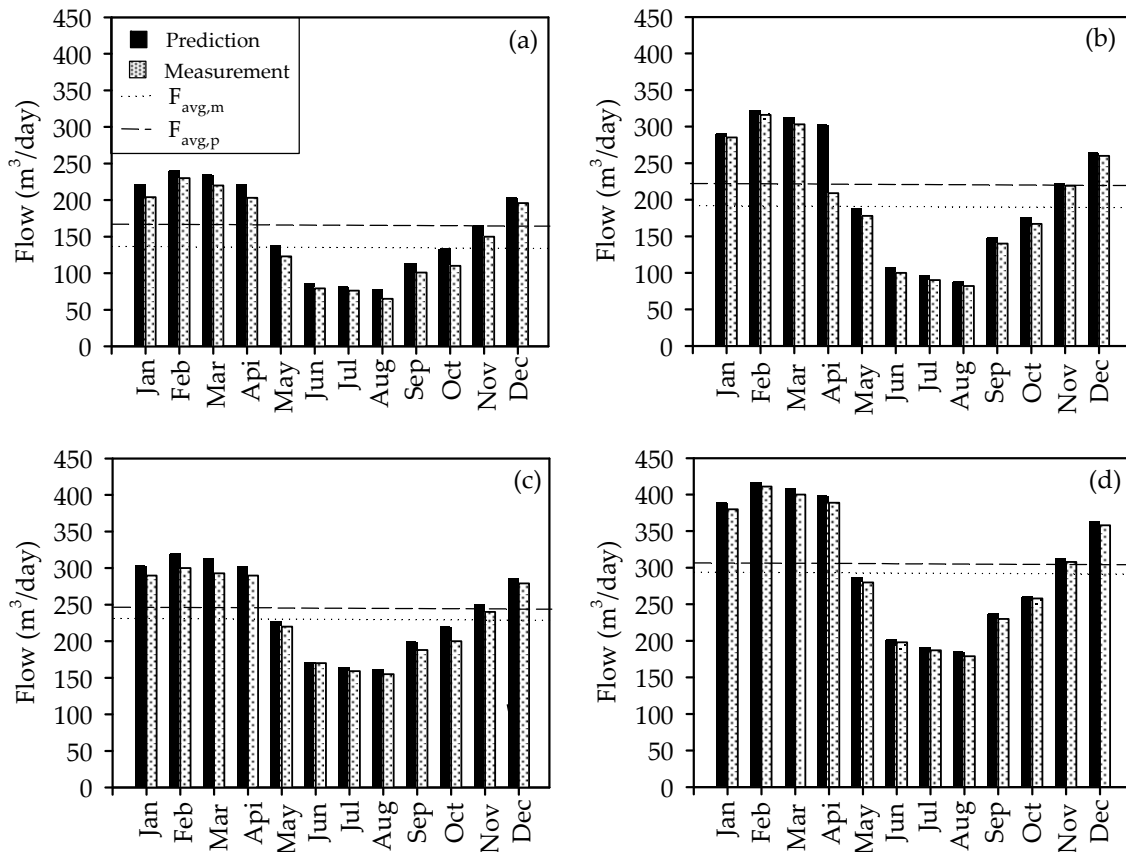 (a)
Prediction
Measurement
F avg,m
F avg,p
Flow (m³/day)
450
400
350
300
250
200
150
100
50
0
Jan
Feb
Mar
Api
May
Jun
Jul
Aug
Sep
Oct
Nov
Dec
(b)
Flow (m³/day)
450
400
350
300
250
200
150
100
50
0
Jan
Feb
Mar
Api
May
Jun
Jul
Aug
Sep
Oct
Nov
Dec
(c)
Flow (m³/day)
450
400
350
300
250
200
150
100
50
0
Jan
Feb
Mar
Api
May
Jun
Jul
Aug
Sep
Oct
Nov
Dec
(d)
Flow (m³/day)
450
400
350
300
250
200
150
100
50
0
Jan
Feb
Mar
Api
May
Jun
Jul
Aug
Sep
Oct
Nov
Dec